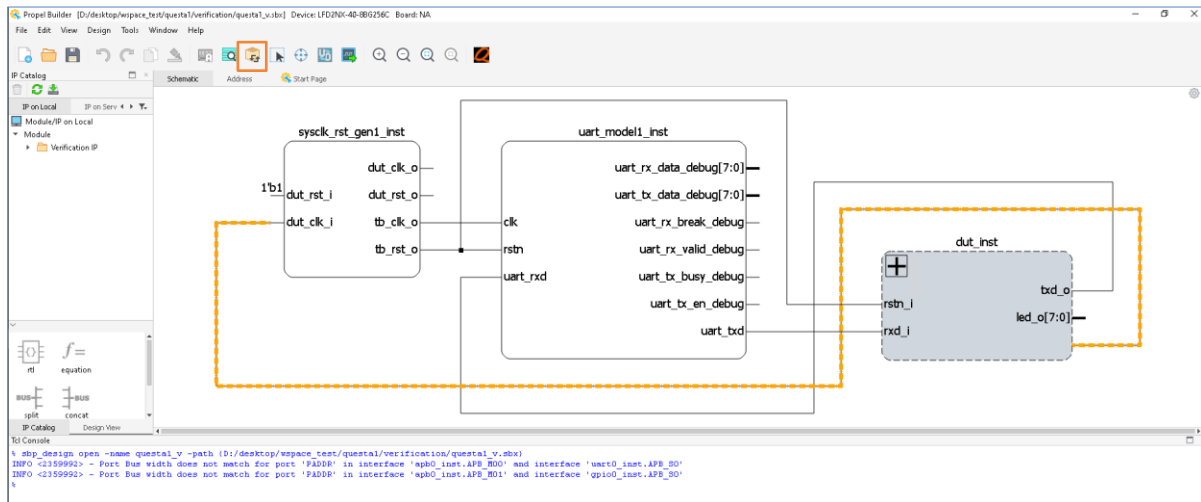 Propel Builder [D:/desktop/wspace_test/questa1/verification/questa1_v.sbx] Device: LFD2NX-40-8BG256C Board: NA
File Edit View Design Tools Window Help
IP Catalog
Schematic Address Start Page
IP on Local IP on Serv
Module/IP on Local
Module
Verification IP
sysclk_rst_gen1_inst
dut_clk_o
1'b1
dut_rst_i
dut_rst_o
dut_clk_i
tb_clk_o
tb_rst_o
uart_model1_inst
uart_rx_data_debug[7:0]
uart_tx_data_debug[7:0]
clk
uart_rx_break_debug
rstn
uart_rx_valid_debug
uart_rxd
uart_tx_busy_debug
uart_tx_en_debug
uart_txd
dut_inst
txd_o
rstn_i
led_o[7:0]
rxd_i
f=
rtl equation
BUS BUS
split concat
IP Catalog Design View
Tcl Console
% sbp_design open -name questa1_v -path {D:/desktop/wspace_test/questa1/verification/questa1_v.sbx}
INFO <2359992> - Port Bus width does not match for port 'PADDR' in interface 'apb0_inst.APB_M00' and interface 'uart0_inst.APB_S0'
INFO <2359992> - Port Bus width does not match for port 'PADDR' in interface 'apb0_inst.APB_M01' and interface 'gpio0_inst.APB_S0'
%